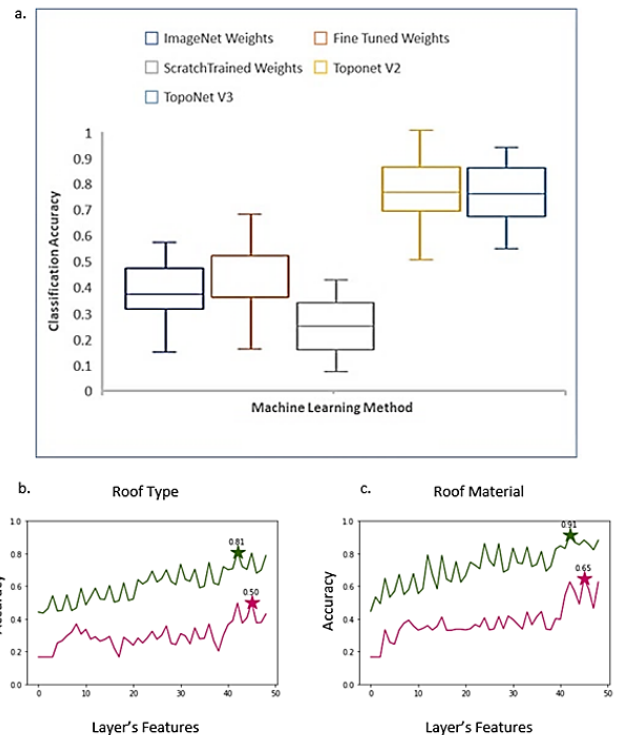 a.
ImageNet Weights Fine Tuned Weights
ScratchTrained Weights Toponet V2
TopoNet V3
1
0.9
0.8
0.7
0.6
0.5
0.4
0.3
0.2
0.1
0
Classification Accuracy
Machine Learning Method
b.
Roof Type
1.0
0.8
0.6
0.4
0.2
0.0
0.81
0.50
0 10 20 30 40 50
Layer's Features
c.
Roof Material
Accuracy
1.0
0.8
0.6
0.4
0.2
0.0
0.91
0.65
0 10 20 30 40 50
Layer's Features